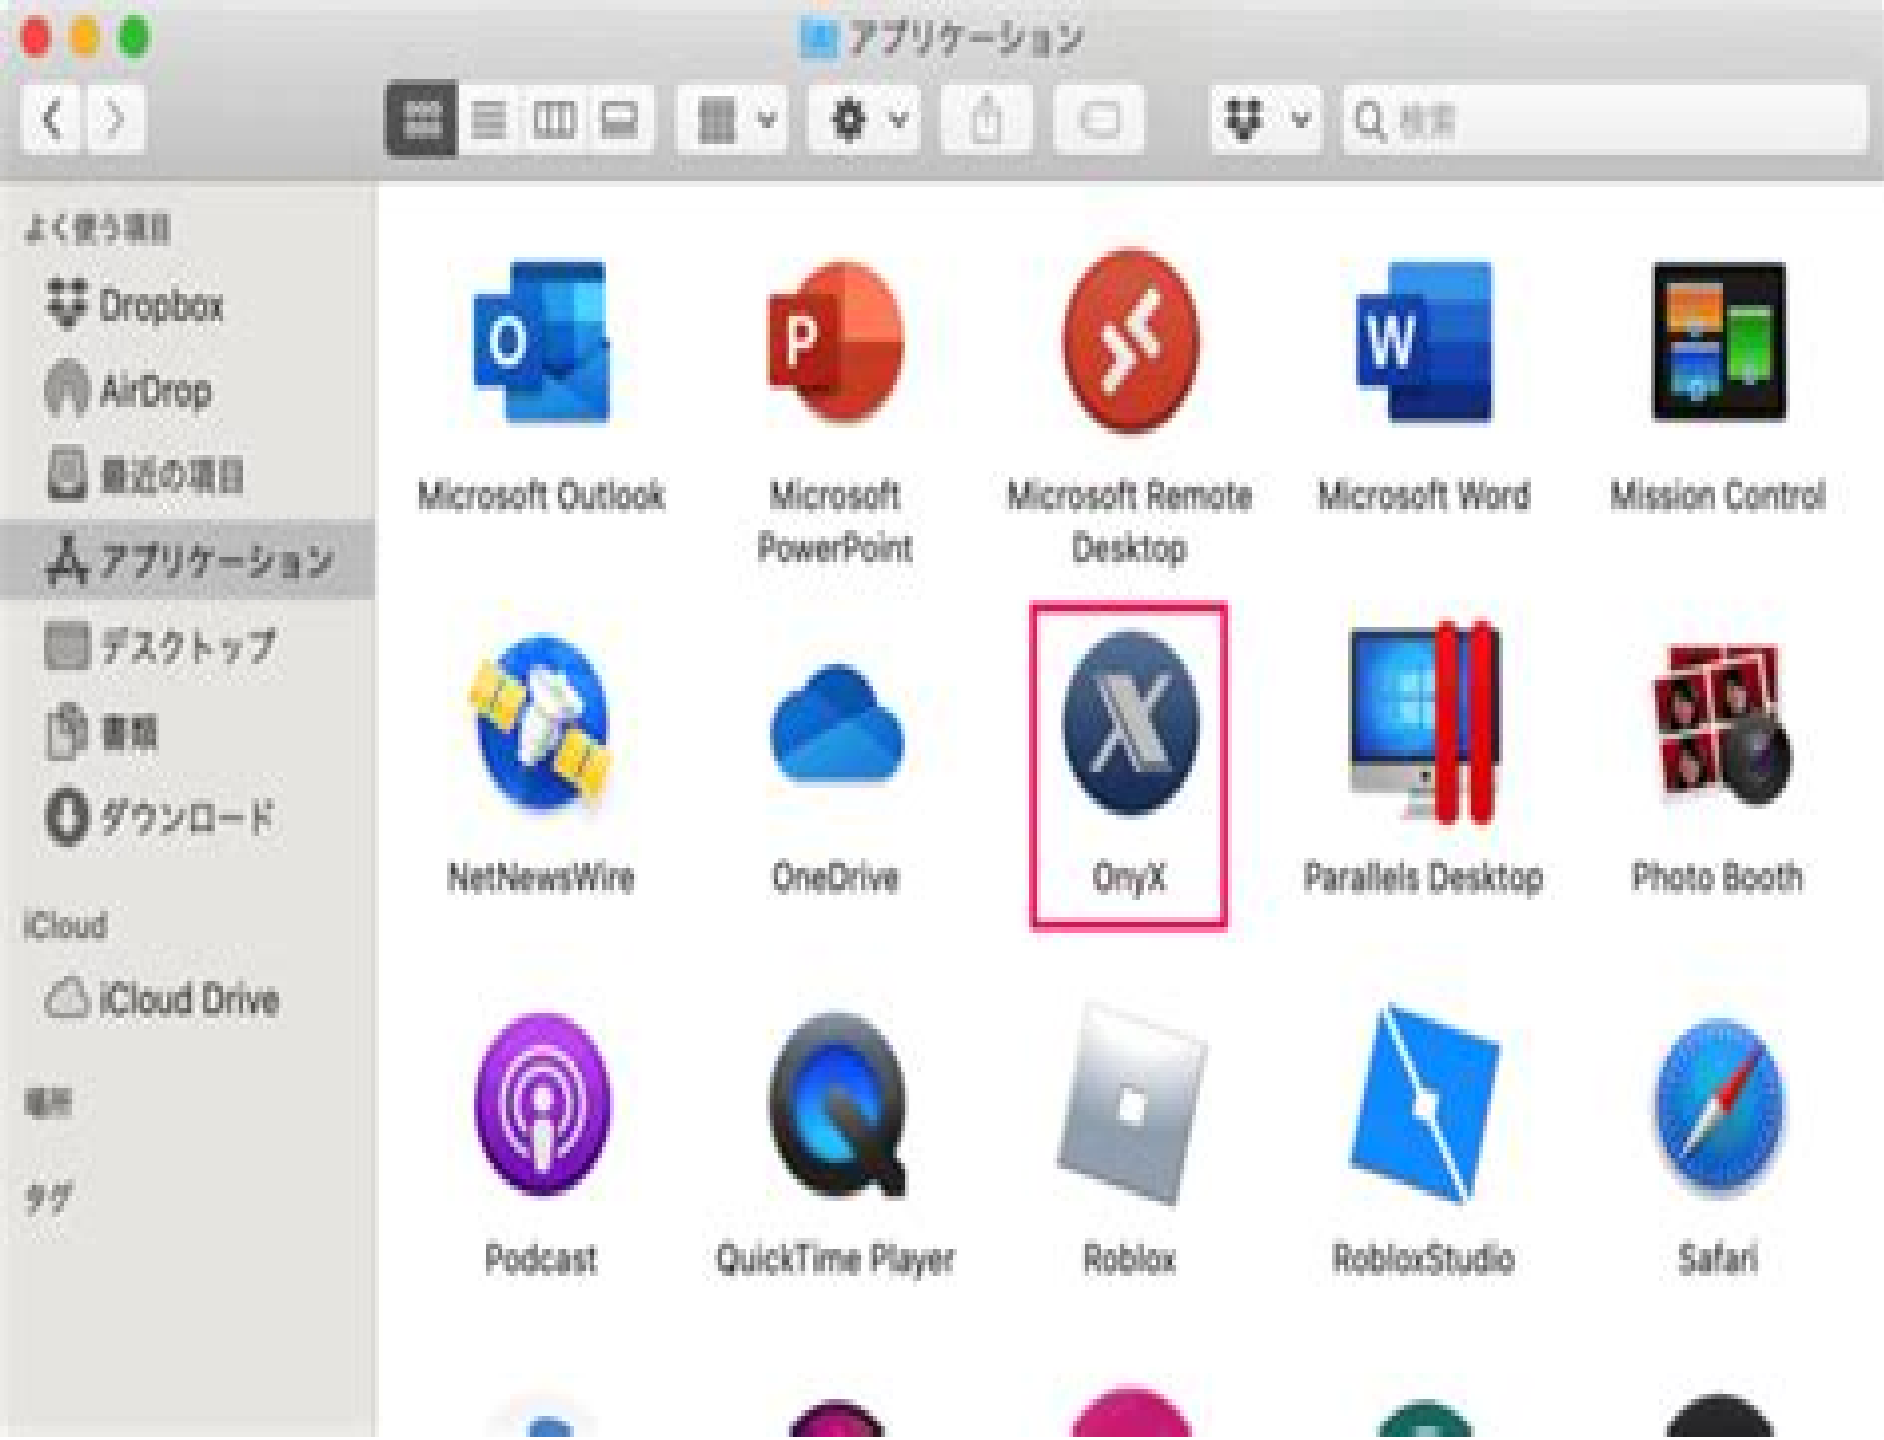 アプリケーション
検索
よく使う項目
Dropbox
AirDrop
最近の項目
アプリケーション
デスクトップ
書類
ダウンロード
iCloud
iCloud Drive
場所
タグ
Microsoft Outlook
Microsoft
PowerPoint
Microsoft Remote
Desktop
Microsoft Word
Mission Control
NetNewsWire
OneDrive
OnyX
Parallels Desktop
Photo Booth
Podcast
QuickTime Player
Roblox
RobloxStudio
Safari